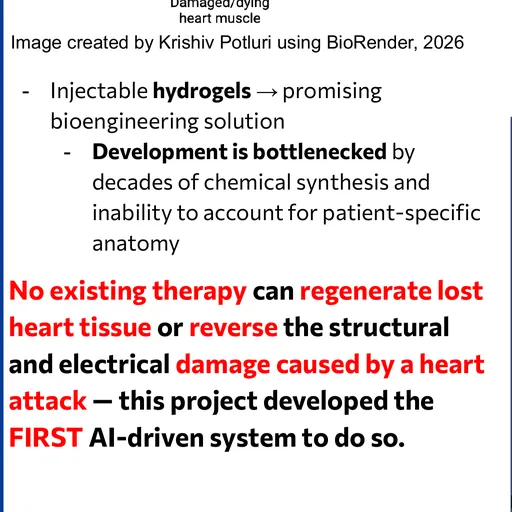 Damaged/dying
heart muscle
Image created by Krishiv Potluri using BioRender, 2026
- Injectable hydrogels → promising
bioengineering solution
- Development is bottlenecked by
decades of chemical synthesis and
inability to account for patient-specific
anatomy
No existing therapy can regenerate lost
heart tissue or reverse the structural
and electrical damage caused by a heart
attack — this project developed the
FIRST AI-driven system to do so.